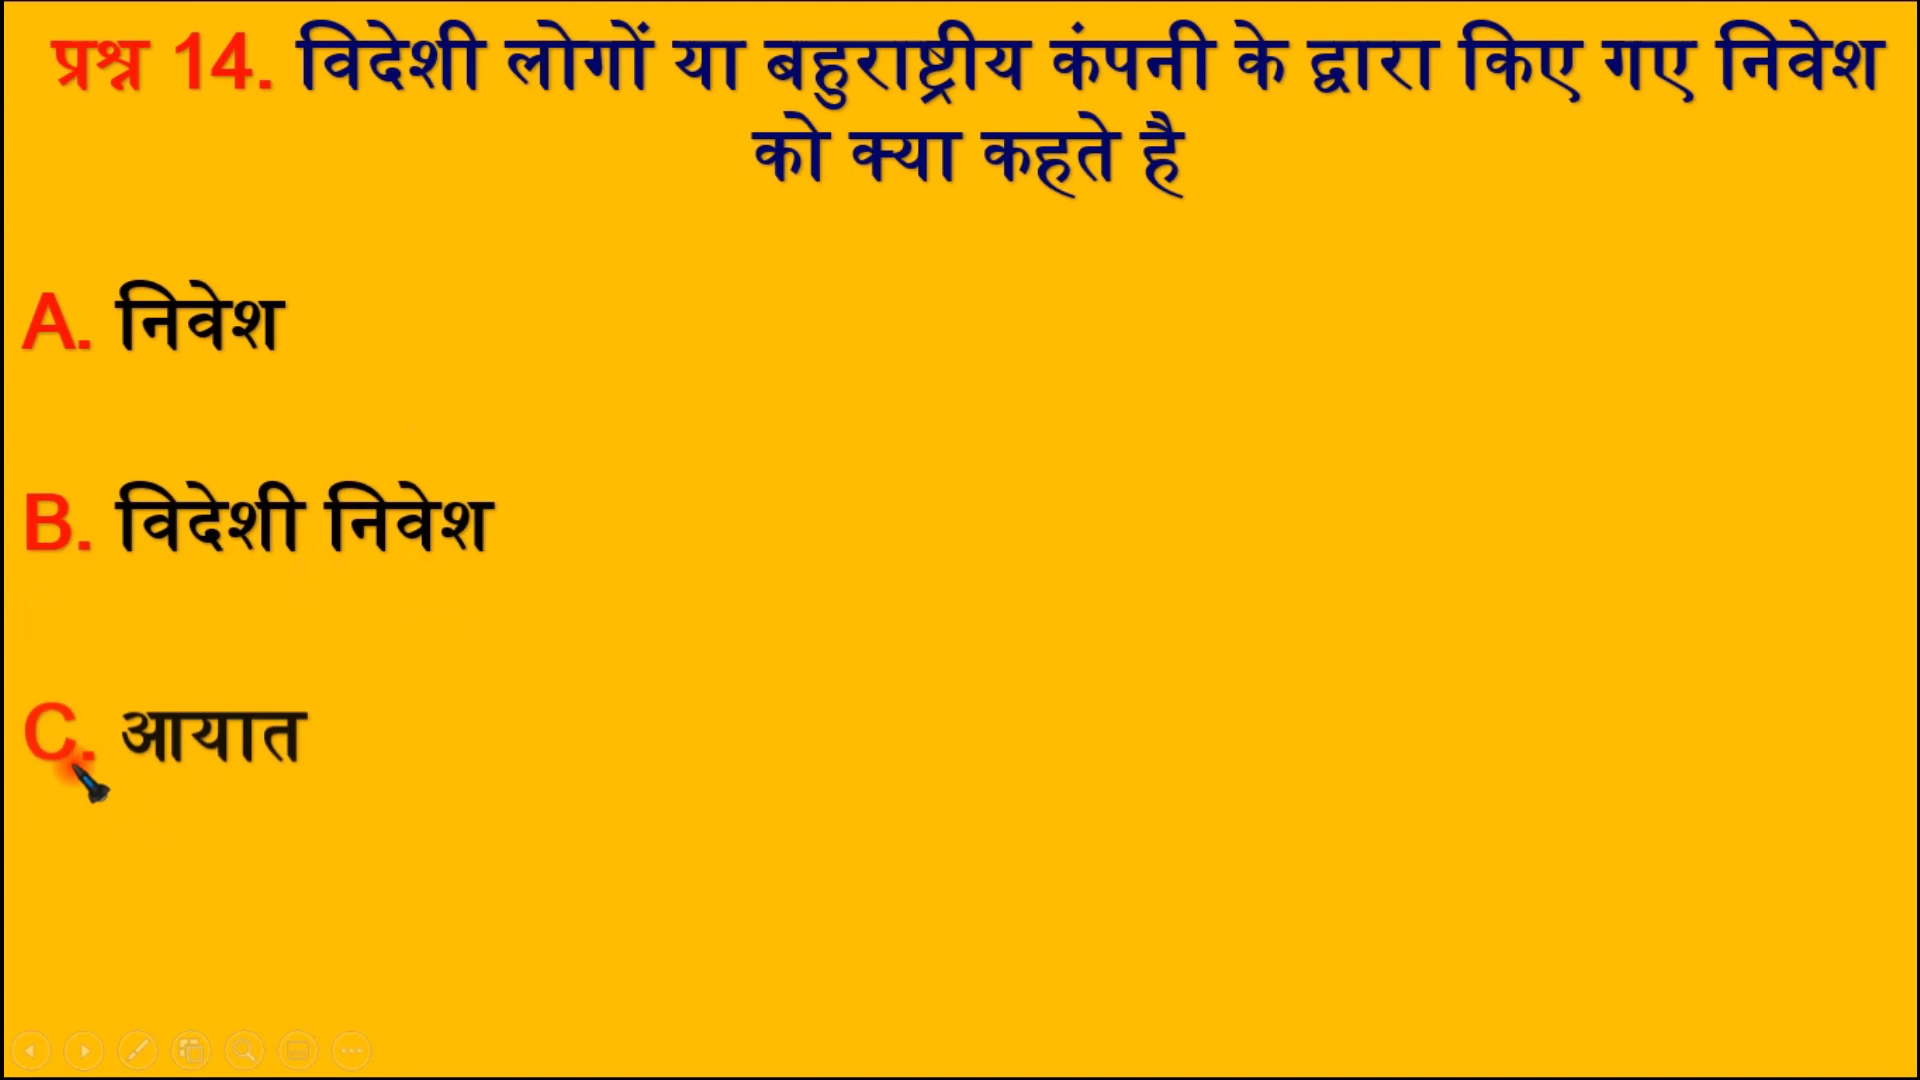 प्रश्न 14. विदेशी लोगों या बहुराष्ट्रीय कंपनी के द्वारा किए गए निवेश
को क्या कहते है
A. निवेश
B. विदेशी निवेश
C. आयात